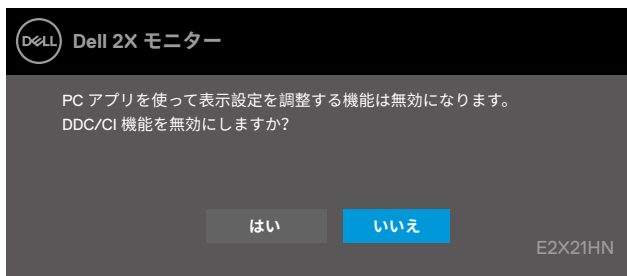 DELL Dell 2X モニター
PC アプリを使って表示設定を調整する機能は無効になります。
DDC/CI 機能を無効にしますか?
はい いいえ
E2X21HN